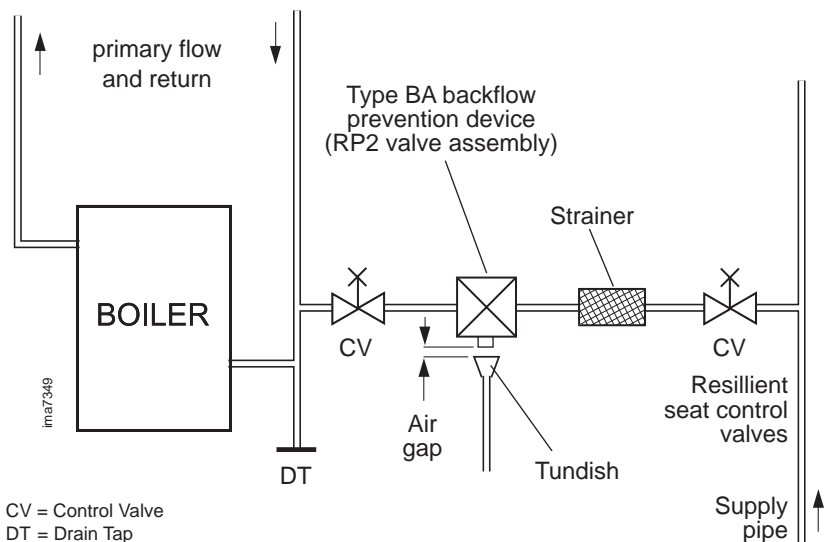 primary flow
and return
Type BA backflow
prevention device
(RP2 valve assembly)
Strainer
BOILER
CV
CV
Resillient
seat control
valves
Air
gap
Tundish
DT
ima7349
CV = Control Valve
DT = Drain Tap
Supply
pipe